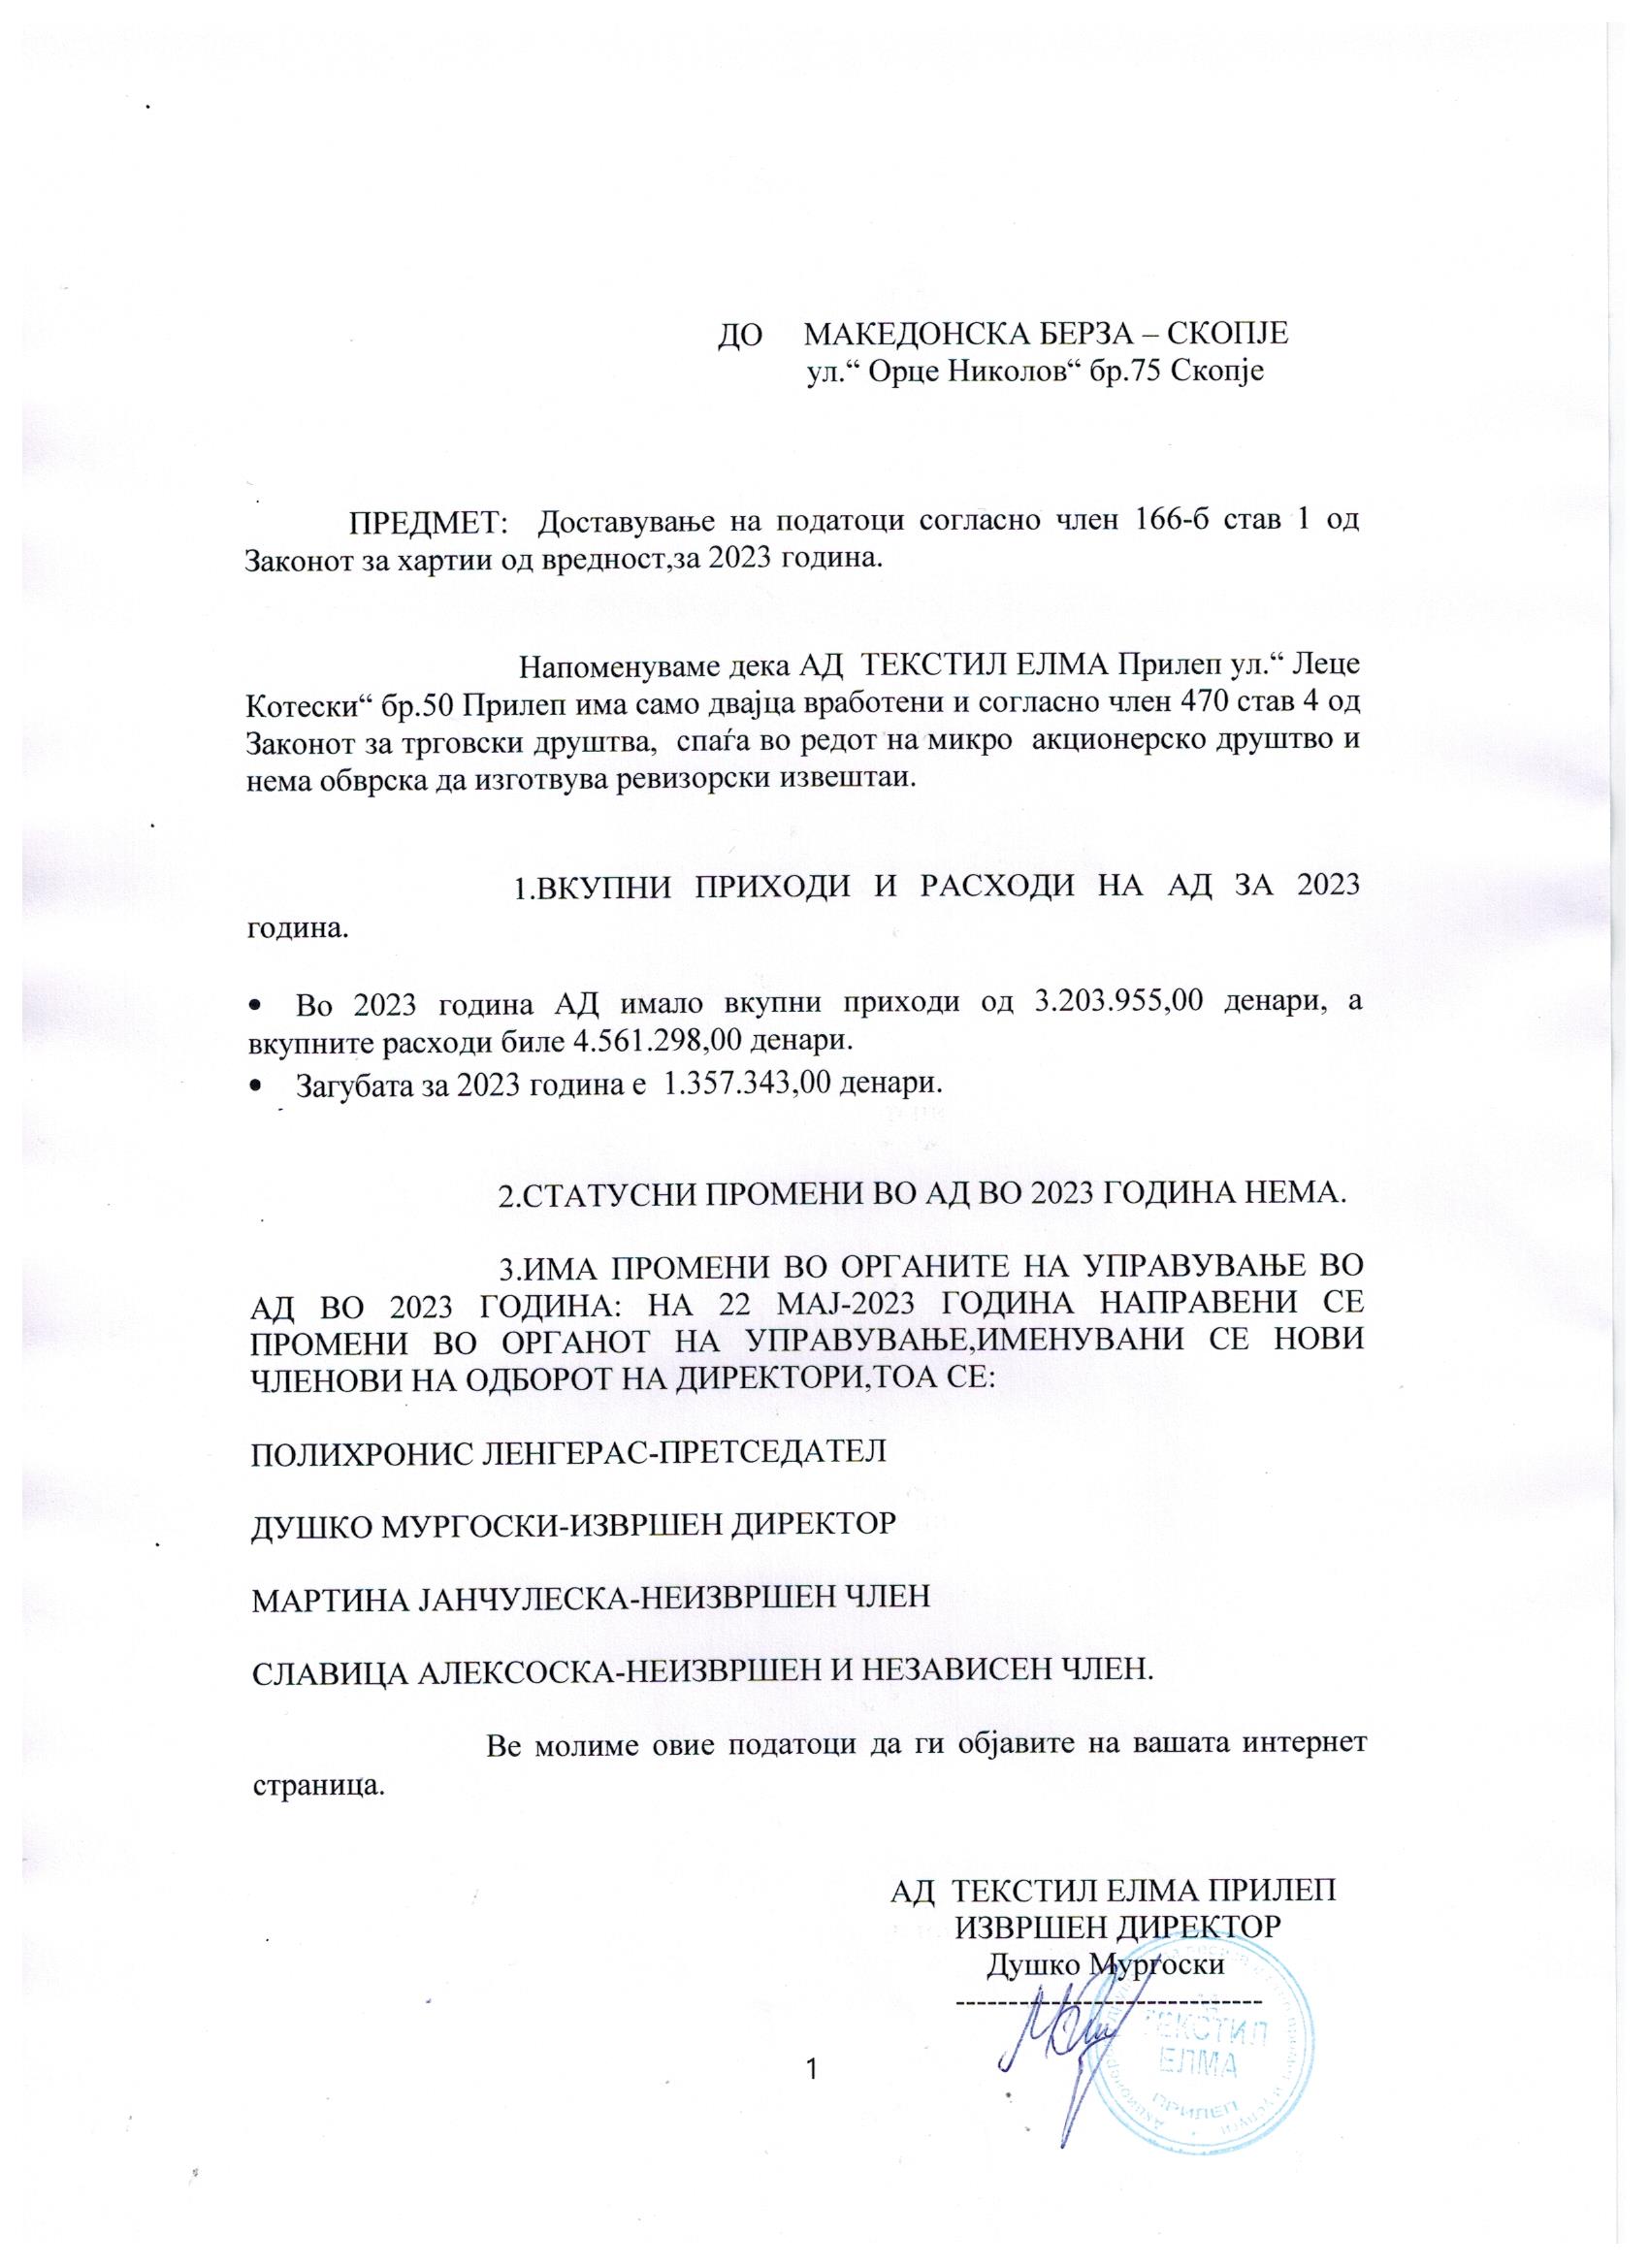 ДО МАКЕДОНСКА БЕРЗА – СКОПЈЕ
ул.“ Орце Николов“ бр.75 Скопје
ПРЕДМЕТ: Доставување на податоци согласно член 166-б став 1 од
Законот за хартии од вредност,за 2023 година.
Напоменуваме дека АД ТЕКСТИЛ ЕЛМА Прилеп ул.“ Леце
Котески“ бр.50 Прилеп има само двајца вработени и согласно член 470 став 4 од
Законот за трговски друштва, спаѓа во редот на микро акционерско друштво и
нема обврска да изготвува ревизорски извештаи.
1.ВКУПНИ ПРИХОДИ И РАСХОДИ НА АД ЗА 2023
година.
• Во 2023 година АД имало вкупни приходи од 3.203.955,00 денари, а
вкупните расходи биле 4.561.298,00 денари.
• Загубата за 2023 година е 1.357.343,00 денари.
2.СТАТУСНИ ПРОМЕНИ ВО АД ВО 2023 ГОДИНА НЕМА.
3.ИМА ПРОМЕНИ ВО ОРГАНИТЕ НА УПРАВУВАЊЕ ВО
АД ВО 2023 ГОДИНА: НА 22 МАЈ-2023 ГОДИНА НАПРАВЕНИ СЕ
ПРОМЕНИ ВО ОРГАНОТ НА УПРАВУВАЊЕ,ИМЕНУВАНИ СЕ НОВИ
ЧЛЕНОВИ НА ОДБОРОТ НА ДИРЕКТОРИ,ТОА СЕ:
ПОЛИХРОНИС ЛЕНГЕРАС-ПРЕТСЕДАТЕЛ
ДУШКО МУРГОСКИ-ИЗВРШЕН ДИРЕКТОР
МАРТИНА ЈАНЧУЛЕСКА-НЕИЗВРШЕН ЧЛЕН
СЛАВИЦА АЛЕКСОСКА-НЕИЗВРШЕН И НЕЗАВИСЕН ЧЛЕН.
Ве молиме овие податоци да ги објавите на вашата интернет
страница.
АД ТЕКСТИЛ ЕЛМА ПРИЛЕП
ИЗВРШЕН ДИРЕКТОР
Душко Мургоски
-----------------------------
ТЕКСТИЛ
ЕЛМА
ПРИЛЕП
1